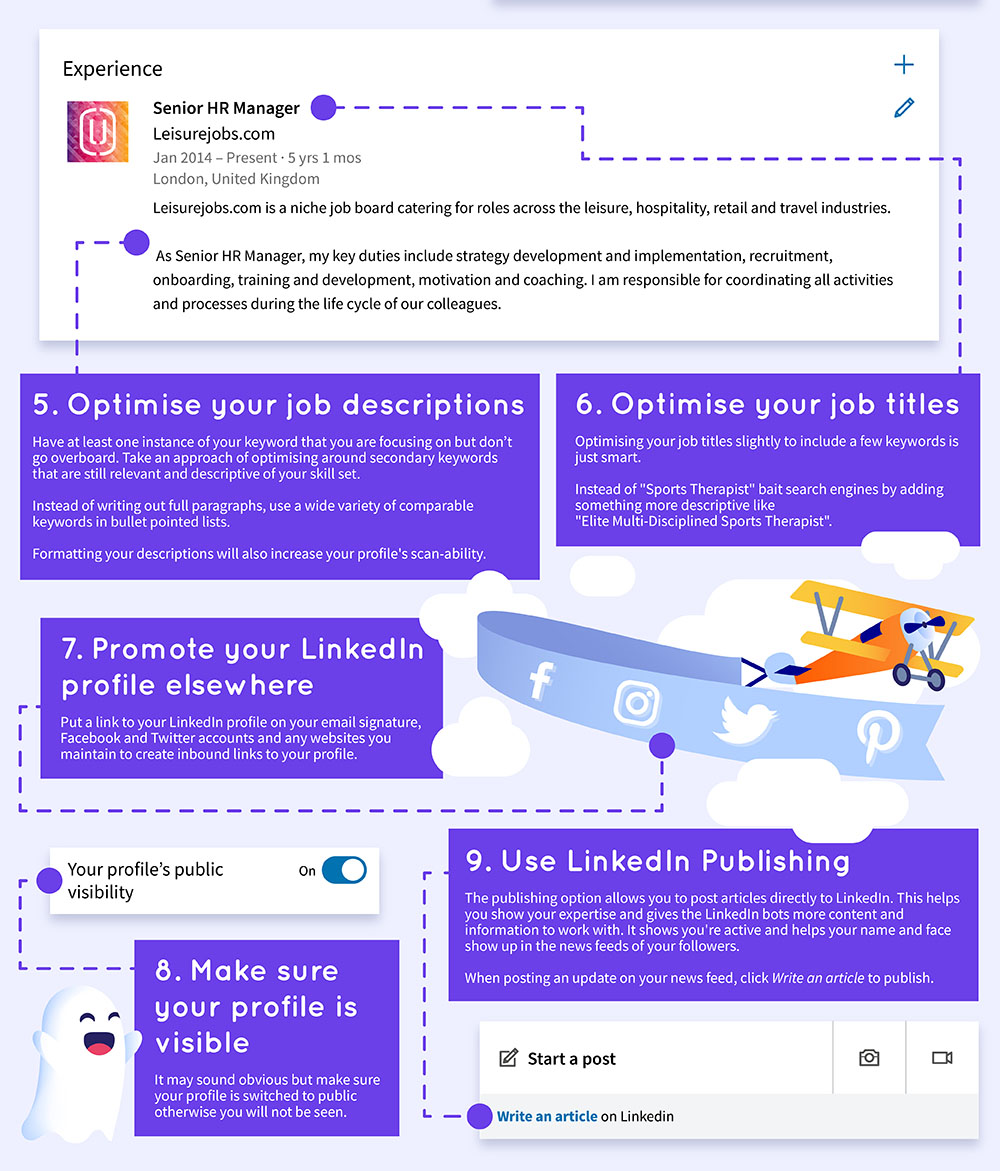 Experience
Senior HR Manager
Leisurejobs.com
Jan 2014 – Present · 5 yrs 1 mos
London, United Kingdom
Leisurejobs.com is a niche job board catering for roles across the leisure, hospitality, retail and travel industries.
As Senior HR Manager, my key duties include strategy development and implementation, recruitment,
onboarding, training and development, motivation and coaching. I am responsible for coordinating all activities
and processes during the life cycle of our colleagues.
5. Optimise your job descriptions
Have at least one instance of your keyword that you are focusing on but don't
go overboard. Take an approach of optimising around secondary keywords
that are still relevant and descriptive of your skill set.
Instead of writing out full paragraphs, use a wide variety of comparable
keywords in bullet pointed lists.
Formatting your descriptions will also increase your profile's scan-ability.
6. Optimise your job titles
Optimising your job titles slightly to include a few keywords is
just smart.
Instead of "Sports Therapist" bait search engines by adding
something more descriptive like
"Elite Multi-Disciplined Sports Therapist".
7. Promote your LinkedIn
profile elsewhere
Put a link to your LinkedIn profile on your email signature,
Facebook and Twitter accounts and any websites you
maintain to create inbound links to your profile.
Your profile's public
visibility
On
8. Make sure
your profile is
visible
It may sound obvious but make sure
your profile is switched to public
otherwise you will not be seen.
9. Use LinkedIn Publishing
The publishing option allows you to post articles directly to LinkedIn. This helps
you show your expertise and gives the LinkedIn bots more content and
information to work with. It shows you're active and helps your name and face
show up in the news feeds of your followers.
When posting an update on your news feed, click Write an article to publish.
Start a post
Write an article on Linkedin